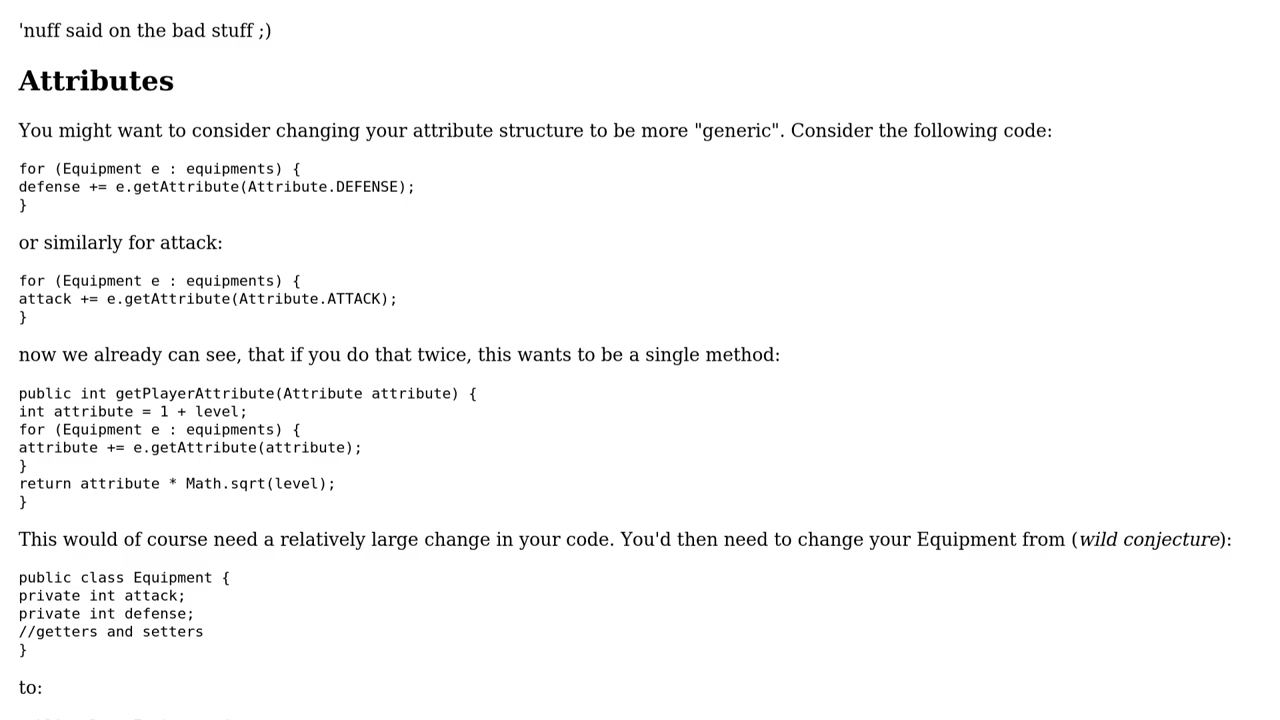 'nuff said on the bad stuff ;)
Attributes
You might want to consider changing your attribute structure to be more "generic". Consider the following code:
for (Equipment e : equipments) {
defense += e.getAttribute(Attribute.DEFENSE);
}
or similarly for attack:
for (Equipment e : equipments) {
attack += e.getAttribute(Attribute.ATTACK);
}
now we already can see, that if you do that twice, this wants to be a single method:
public int getPlayerAttribute(Attribute attribute) {
int attribute = 1 + level;
for (Equipment e : equipments) {
attribute += e.getAttribute(attribute);
}
return attribute * Math.sqrt(level);
}
This would of course need a relatively large change in your code. You'd then need to change your Equipment from (wild conjecture):
public class Equipment {
private int attack;
private int defense;
//getters and setters
}
to: